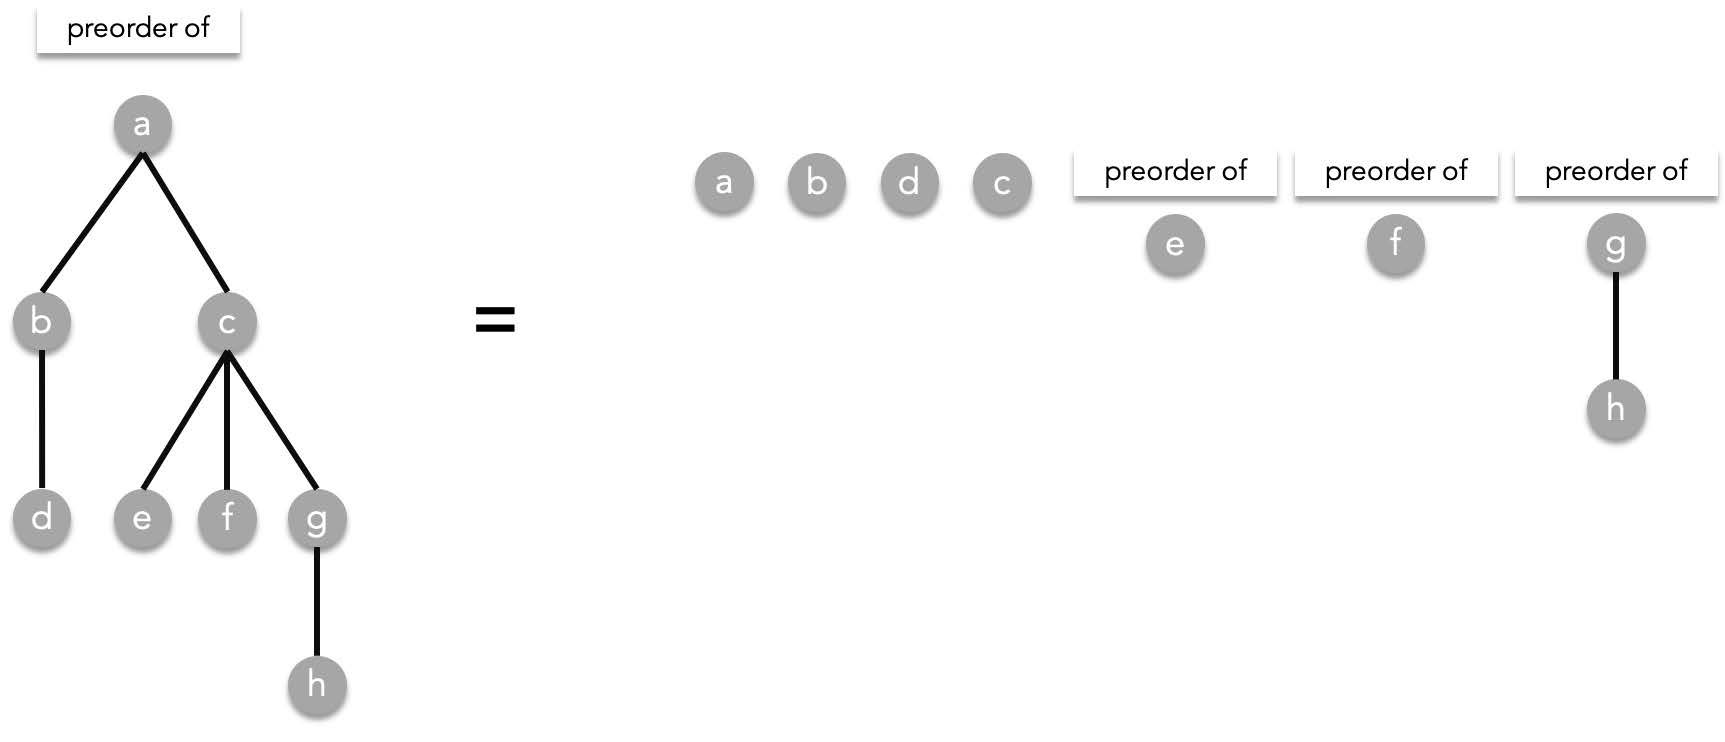 preorder of
a
b c
d e f g
h
=
a b d c preorder of preorder of preorder of
e f g
h